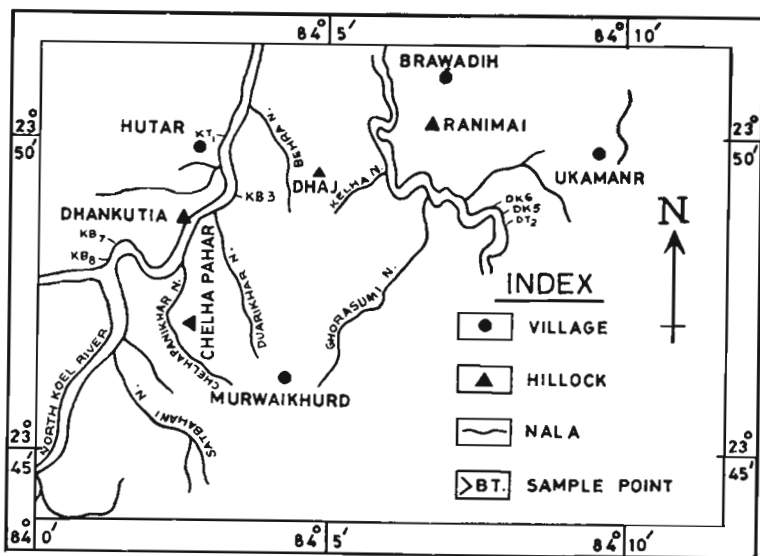 84° 5'
84° 10'
BRAWADIH
23° 50'
HUTAR
KT1
BEHRA N.
RANIMAI
23° 50'
DHAJ
KELHA N.
UKAMANR
DHANKUTIA
KB3
DK6
DK5
DT2
N
KB7
KB8
CHELHA PAHAR
DUARIKHAR N.
GHORASUMI N.
CHELHAPANIKHAR N.
INDEX
VILLAGE
HILLOCK
NALA
>BT. SAMPLE POINT
NORTH KOEL RIVER
MURWAIKHURD
SATBAHANI N.
23° 45'
23° 45'
84° 0'
84° 5'
84° 10'